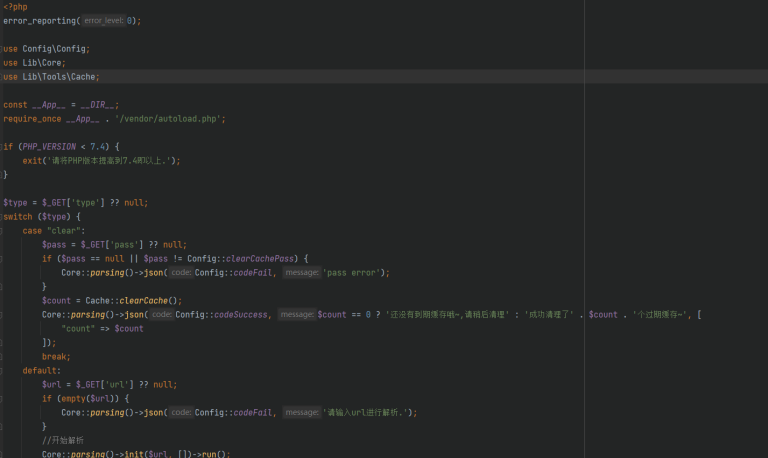 <?php
error_reporting( error_level: 0);
use Config\Config;
use Lib\Core;
use Lib\Tools\Cache;
const __App__ = __DIR__;
require_once __App__ . '/vendor/autoload.php';
if (PHP_VERSION < 7.4) {
exit('请将PHP版本提高到7.4即以上.');
}
$type = $_GET['type'] ?? null;
switch ($type) {
case "clear":
$pass = $_GET['pass'] ?? null;
if ($pass == null || $pass != Config::clearCachePass) {
Core::parsing()->json( code: Config::codeFail, message: 'pass error');
}
$count = Cache::clearCache();
Core::parsing()->json( code: Config::codeSuccess, message: $count == 0 ? '还没有到期缓存哦~,请稍后清理' : '成功清理了' . $count . '个过期缓存~', [
"count" => $count
]);
break;
default:
$url = $_GET['url'] ?? null;
if (empty($url)) {
Core::parsing()->json( code: Config::codeFail, message: '请输入url进行解析.');
}
//开始解析
Core::parsing()->init($url, [])->run();